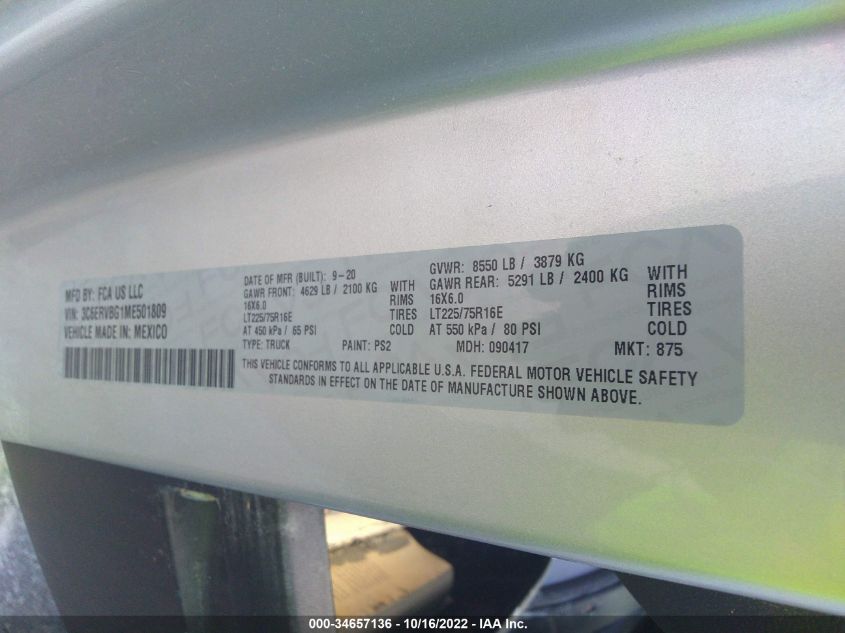 MFD BY: FCA US LLC
VIN: 3C6ERVBG1ME501809
VEHICLE MADE IN: MEXICO
DATE OF MFR (BUILT): 9-20
GAWR FRONT: 4629 LB / 2100 KG WITH
16X6.0 RIMS
LT225/75R16E TIRES
AT 450 kPa / 65 PSI COLD
TYPE: TRUCK PAINT: PS2
GVWR: 8550 LB / 3879 KG
GAWR REAR: 5291 LB / 2400 KG WITH
16X6.0 RIMS
LT225/75R16E TIRES
AT 550 kPa / 80 PSI COLD
MDH: 090417 MKT: 875
THIS VEHICLE CONFORMS TO ALL APPLICABLE U.S.A. FEDERAL MOTOR VEHICLE SAFETY
STANDARDS IN EFFECT ON THE DATE OF MANUFACTURE SHOWN ABOVE.
000-34657136 - 10/16/2022 - IAA Inc.